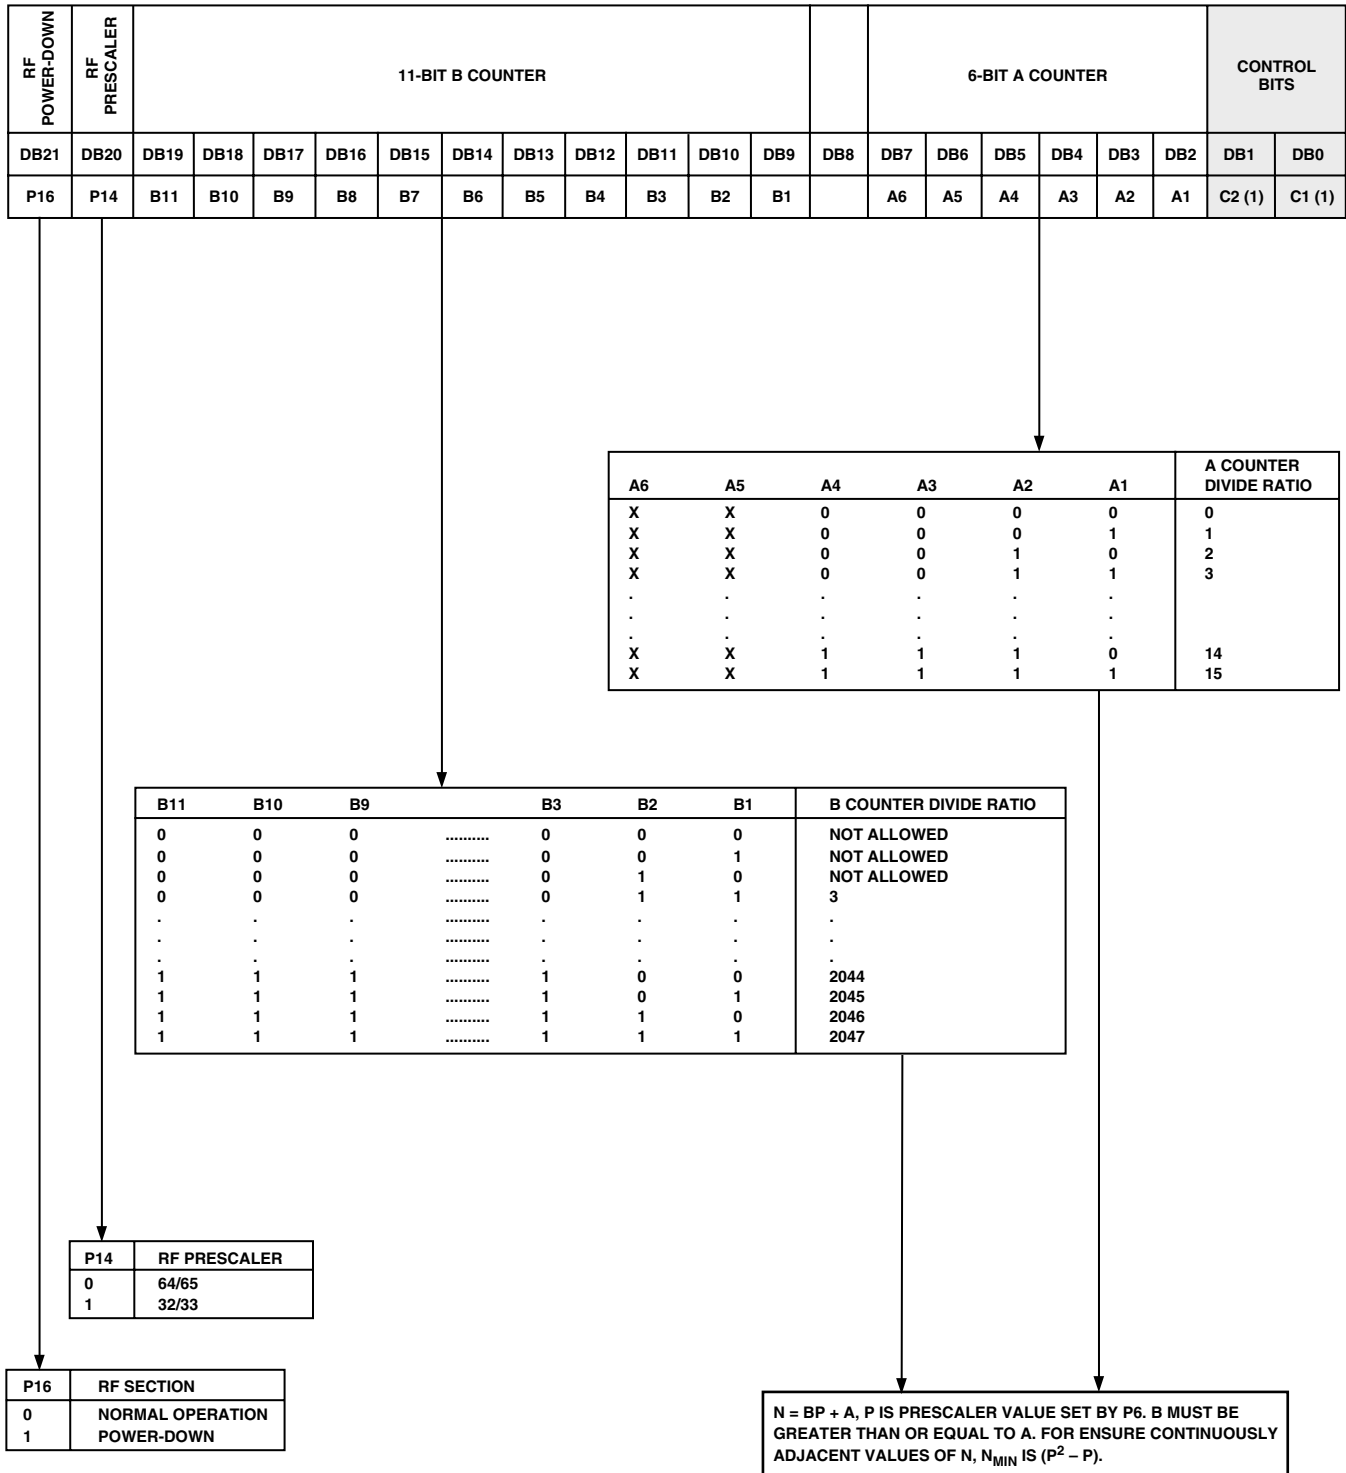 RF POWER-DOWN
RF PRESCALER
11-BIT B COUNTER
6-BIT A COUNTER
CONTROL
BITS
DB21 DB20 DB19 DB18 DB17 DB16 DB15 DB14 DB13 DB12 DB11 DB10 DB9 DB8 DB7 DB6 DB5 DB4 DB3 DB2 DB1 DB0
P16 P14 B11 B10 B9 B8 B7 B6 B5 B4 B3 B2 B1 A6 A5 A4 A3 A2 A1 C2 (1) C1 (1)
A6 A5 A4 A3 A2 A1 A COUNTER DIVIDE RATIO
X X 0 0 0 0 0
X X 0 0 0 1 1
X X 0 0 1 0 2
X X 0 0 1 1 3
. . . . . .
. . . . . .
. . . . . .
X X 1 1 1 0 14
X X 1 1 1 1 15
B11 B10 B9 B3 B2 B1 B COUNTER DIVIDE RATIO
0 0 0 .......... 0 0 0 NOT ALLOWED
0 0 0 .......... 0 0 1 NOT ALLOWED
0 0 0 .......... 0 1 0 NOT ALLOWED
0 0 0 .......... 0 1 1 3
. . . .......... . . . .
. . . .......... . . . .
. . . .......... . . . .
1 1 1 .......... 1 0 0 2044
1 1 1 .......... 1 0 1 2045
1 1 1 .......... 1 1 0 2046
1 1 1 .......... 1 1 1 2047
P14 RF PRESCALER
0 64/65
1 32/33
P16 RF SECTION
0 NORMAL OPERATION
1 POWER-DOWN
N = BP + A, P IS PRESCALER VALUE SET BY P6. B MUST BE
GREATER THAN OR EQUAL TO A. FOR ENSURE CONTINUOUSLY
ADJACENT VALUES OF N, N_MIN IS (P² – P).